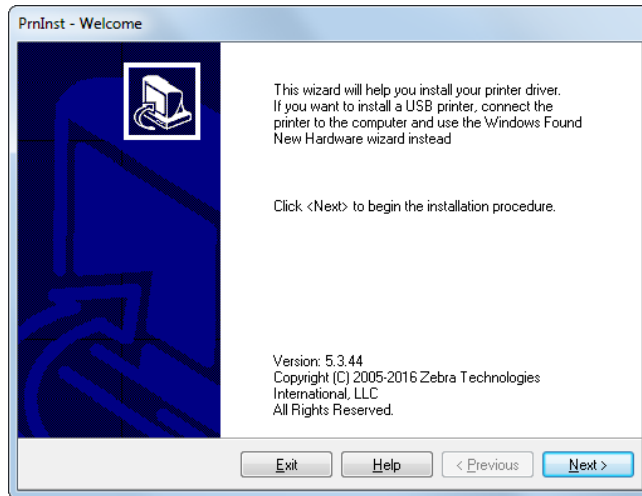 PrnInst - Welcome
This wizard will help you install your printer driver.
If you want to install a USB printer, connect the
printer to the computer and use the Windows Found
New Hardware wizard instead
Click <Next> to begin the installation procedure.
Version: 5.3.44
Copyright (C) 2005-2016 Zebra Technologies
International, LLC
All Rights Reserved.
Exit Help < Previous Next >